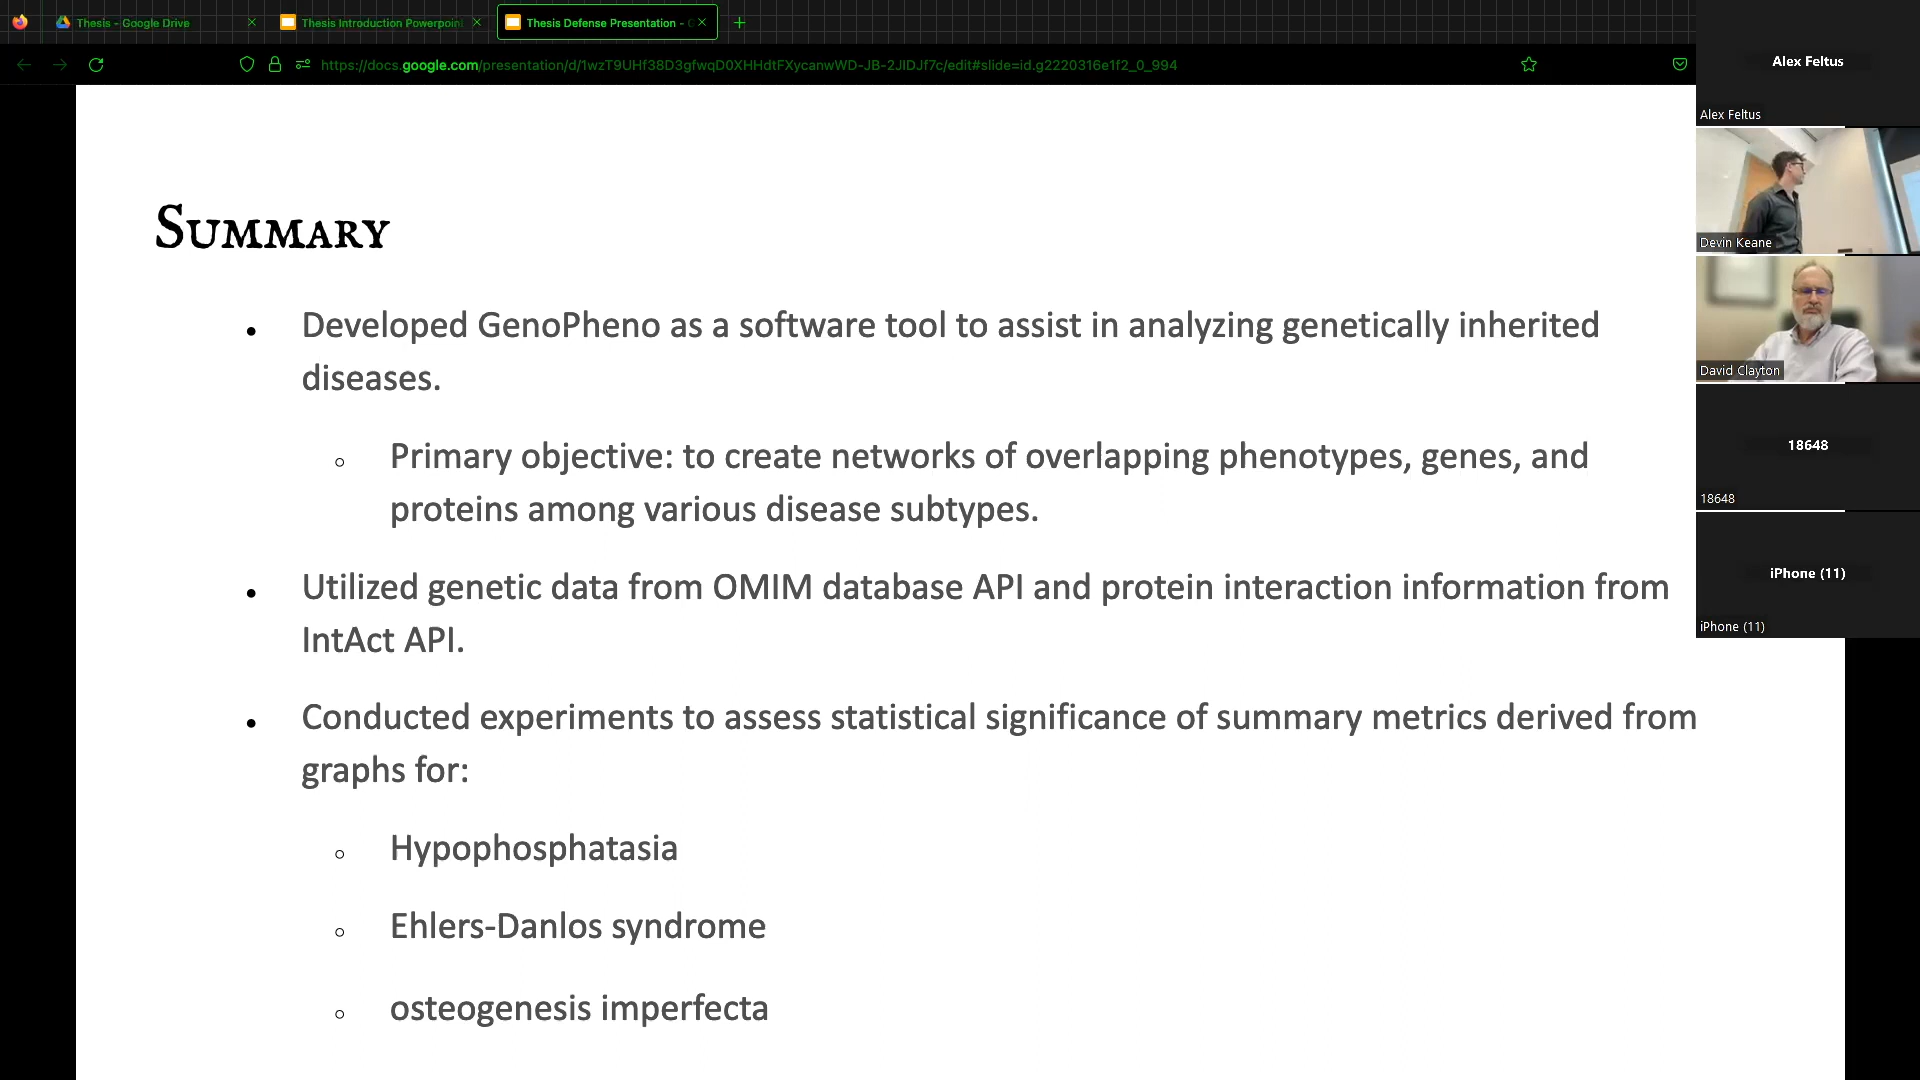 Thesis - Google Drive
Thesis Introduction Powerpoin
Thesis Defense Presentation -
https://docs.google.com/presentation/d/1wzT9UHf38D3gfwqD0XHHdtFXycanwWD-JB-2JIDJf7c/edit#slide=id.g2220316e1f2_0_994
Summary
• Developed GenoPheno as a software tool to assist in analyzing genetically inherited
diseases.
○ Primary objective: to create networks of overlapping phenotypes, genes, and
proteins among various disease subtypes.
• Utilized genetic data from OMIM database API and protein interaction information from
IntAct API.
• Conducted experiments to assess statistical significance of summary metrics derived from
graphs for:
○ Hypophosphatasia
○ Ehlers-Danlos syndrome
○ osteogenesis imperfecta
Alex Feltus
Alex Feltus
Devin Keane
David Clayton
18648
18648
iPhone (11)
iPhone (11)